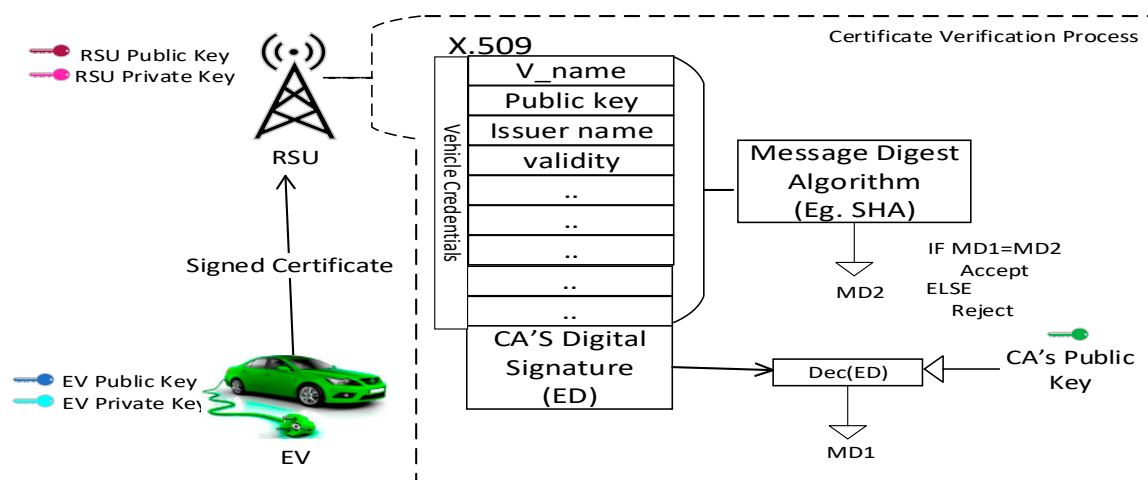 RSU Public Key
RSU Private Key
RSU
Signed Certificate
EV Public Key
EV Private Key
EV
Certificate Verification Process
X.509
Vehicle Credentials
V_name
Public key
Issuer name
validity
..
..
..
..
..
CA'S Digital
Signature
(ED)
Message Digest
Algorithm
(Eg. SHA)
MD2
IF MD1=MD2
Accept
ELSE
Reject
Dec(ED)
CA's Public
Key
MD1